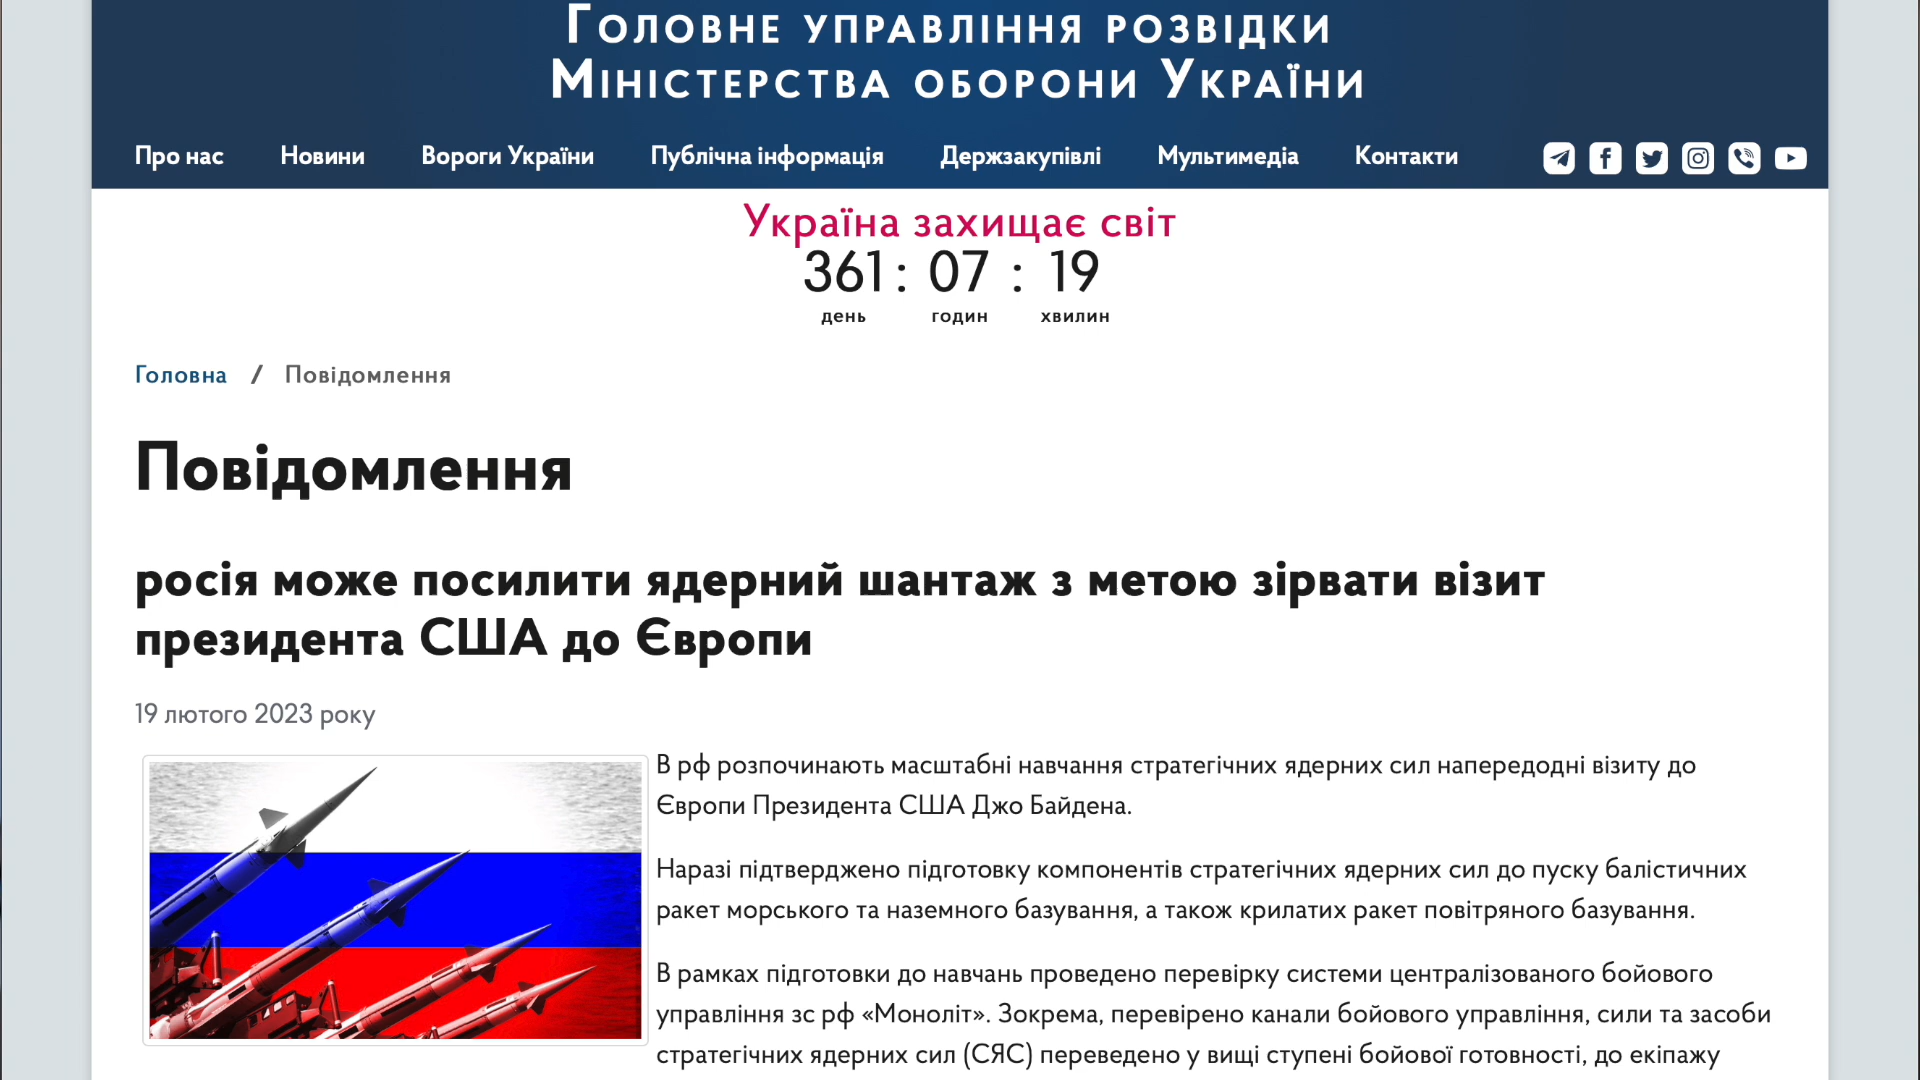 Головне управління розвідки
Міністерства оборони України
Про нас Новини Вороги України Публічна інформація Держзакупівлі Мультимедіа Контакти
Україна захищає світ
361 : 07 : 19
день годин хвилин
Головна / Повідомлення
Повідомлення
росія може посилити ядерний шантаж з метою зірвати візит
президента США до Європи
19 лютого 2023 року
В рф розпочинають масштабні навчання стратегічних ядерних сил напередодні візиту до
Європи Президента США Джо Байдена.
Наразі підтверджено підготовку компонентів стратегічних ядерних сил до пуску балістичних
ракет морського та наземного базування, а також крилатих ракет повітряного базування.
В рамках підготовки до навчань проведено перевірку системи централізованого бойового
управління зс рф «Моноліт». Зокрема, перевірено канали бойового управління, сили та засоби
стратегічних ядерних сил (СЯС) переведено у вищі ступені бойової готовності, до екіпажу